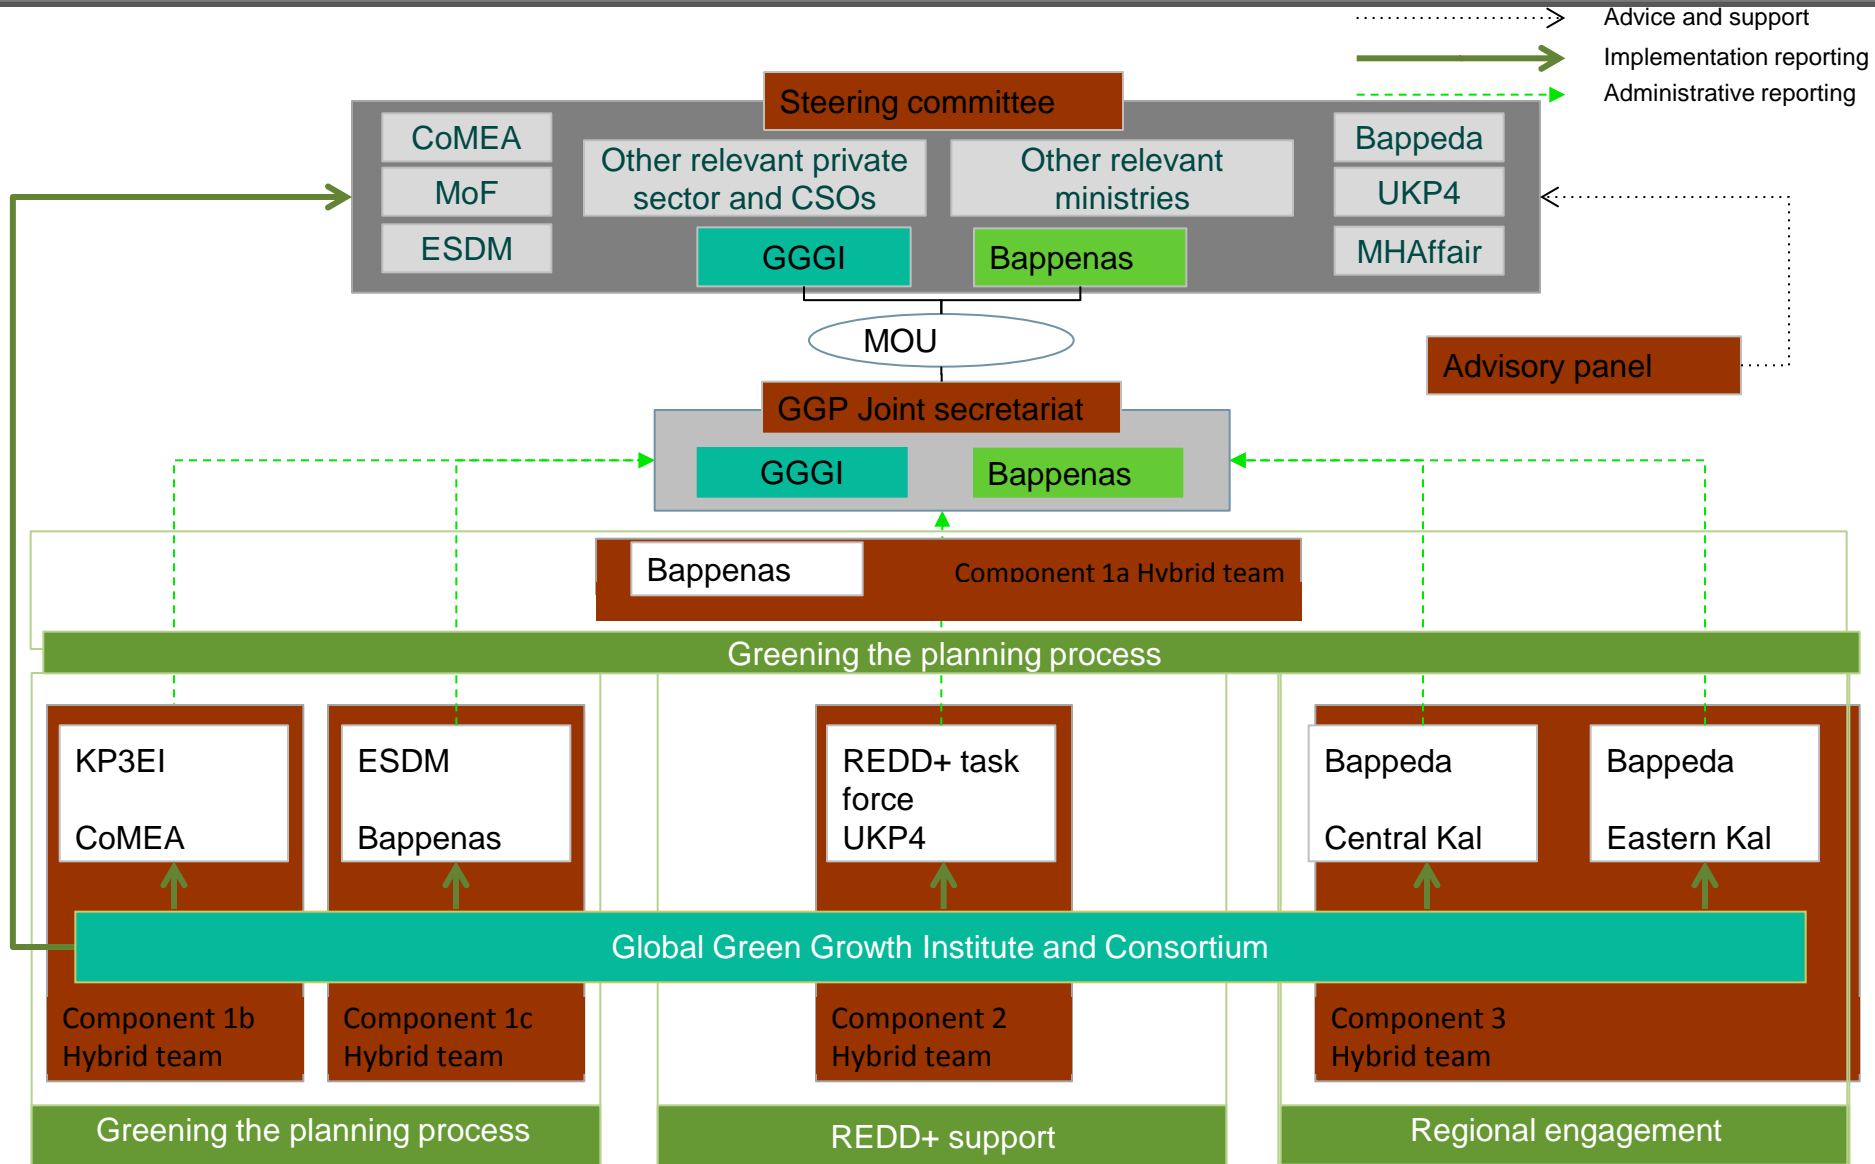 Advice and support
Implementation reporting
Administrative reporting
Steering committee
CoMEA
MoF
ESDM
Other relevant private
sector and CSOs
Other relevant
ministries
Bappeda
UKP4
MHAffair
GGGI
Bappenas
MOU
Advisory panel
GGP Joint secretariat
GGGI
Bappenas
Bappenas
Component 1a Hybrid team
Greening the planning process
KP3EI
CoMEA
ESDM
Bappenas
REDD+ task
force
UKP4
Bappeda
Central Kal
Bappeda
Eastern Kal
Global Green Growth Institute and Consortium
Component 1b
Hybrid team
Component 1c
Hybrid team
Component 2
Hybrid team
Component 3
Hybrid team
Greening the planning process
REDD+ support
Regional engagement